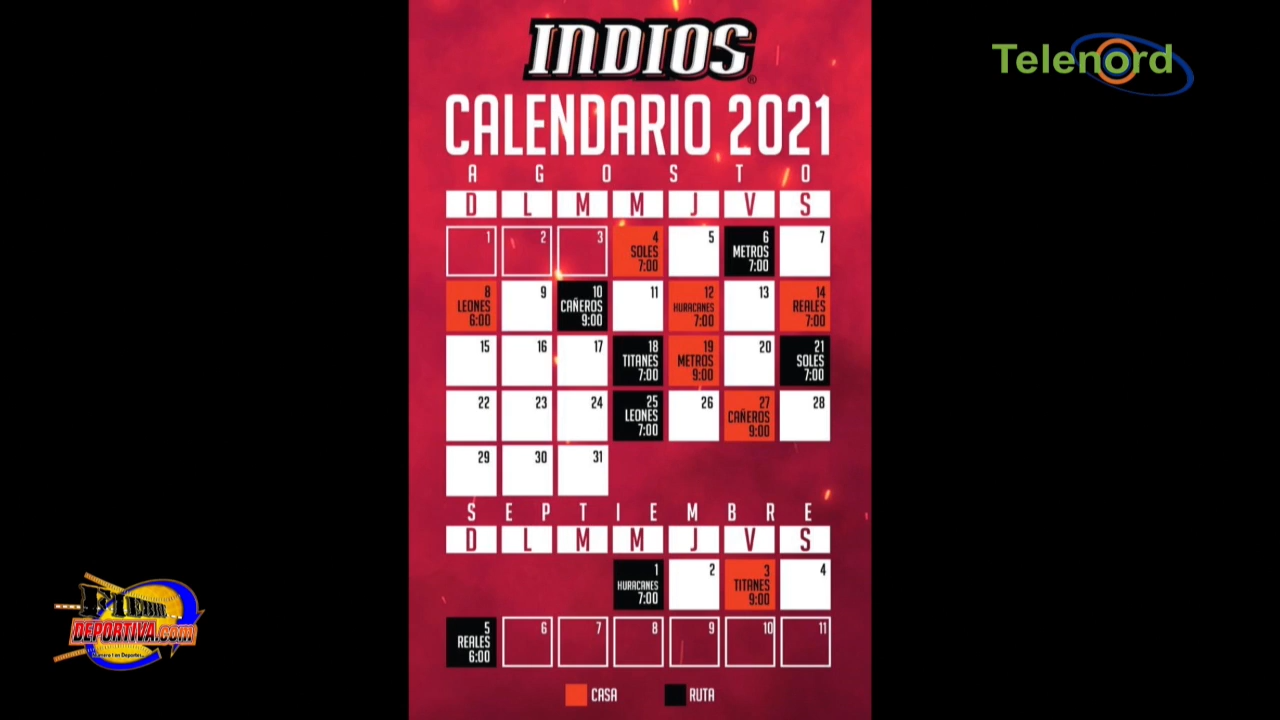 INDIOS®
Telenord
CALENDARIO 2021
AGOSTO
D L M M J V S
1 2 3 4 5 6 7
SOLES METROS
7:00 7:00
8 9 10 11 12 13 14
LEONES CAÑEROS HURACANES REALES
6:00 9:00 7:00 7:00
15 16 17 18 19 20 21
TITANES METROS SOLES
7:00 9:00 7:00
22 23 24 25 26 27 28
LEONES CAÑEROS
7:00 9:00
29 30 31
SEPTIEMBRE
D L M M J V S
1 2 3 4
HURACANES TITANES
7:00 9:00
5 6 7 8 9 10 11
REALES
6:00
CASA RUTA
FIEBRE
DEPORTIVA.com